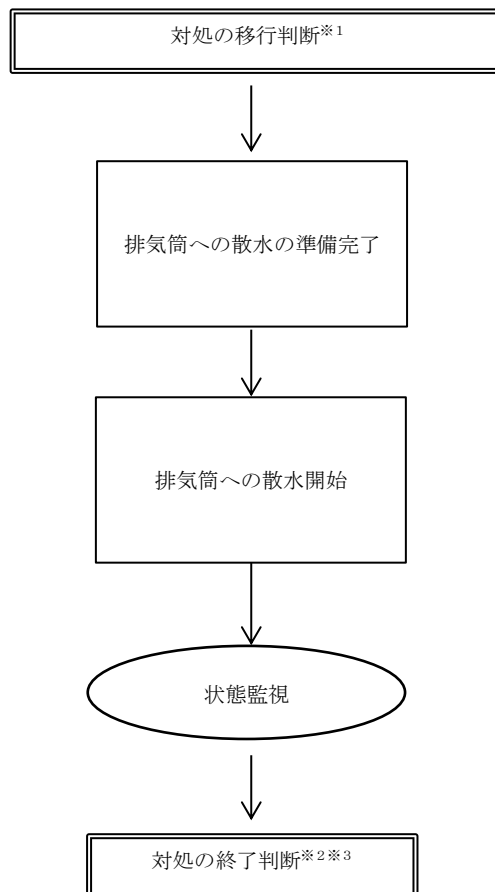 対処の移行判断※1
排気筒への散水の準備完了
排気筒への散水開始
状態監視
対処の終了判断※2※3